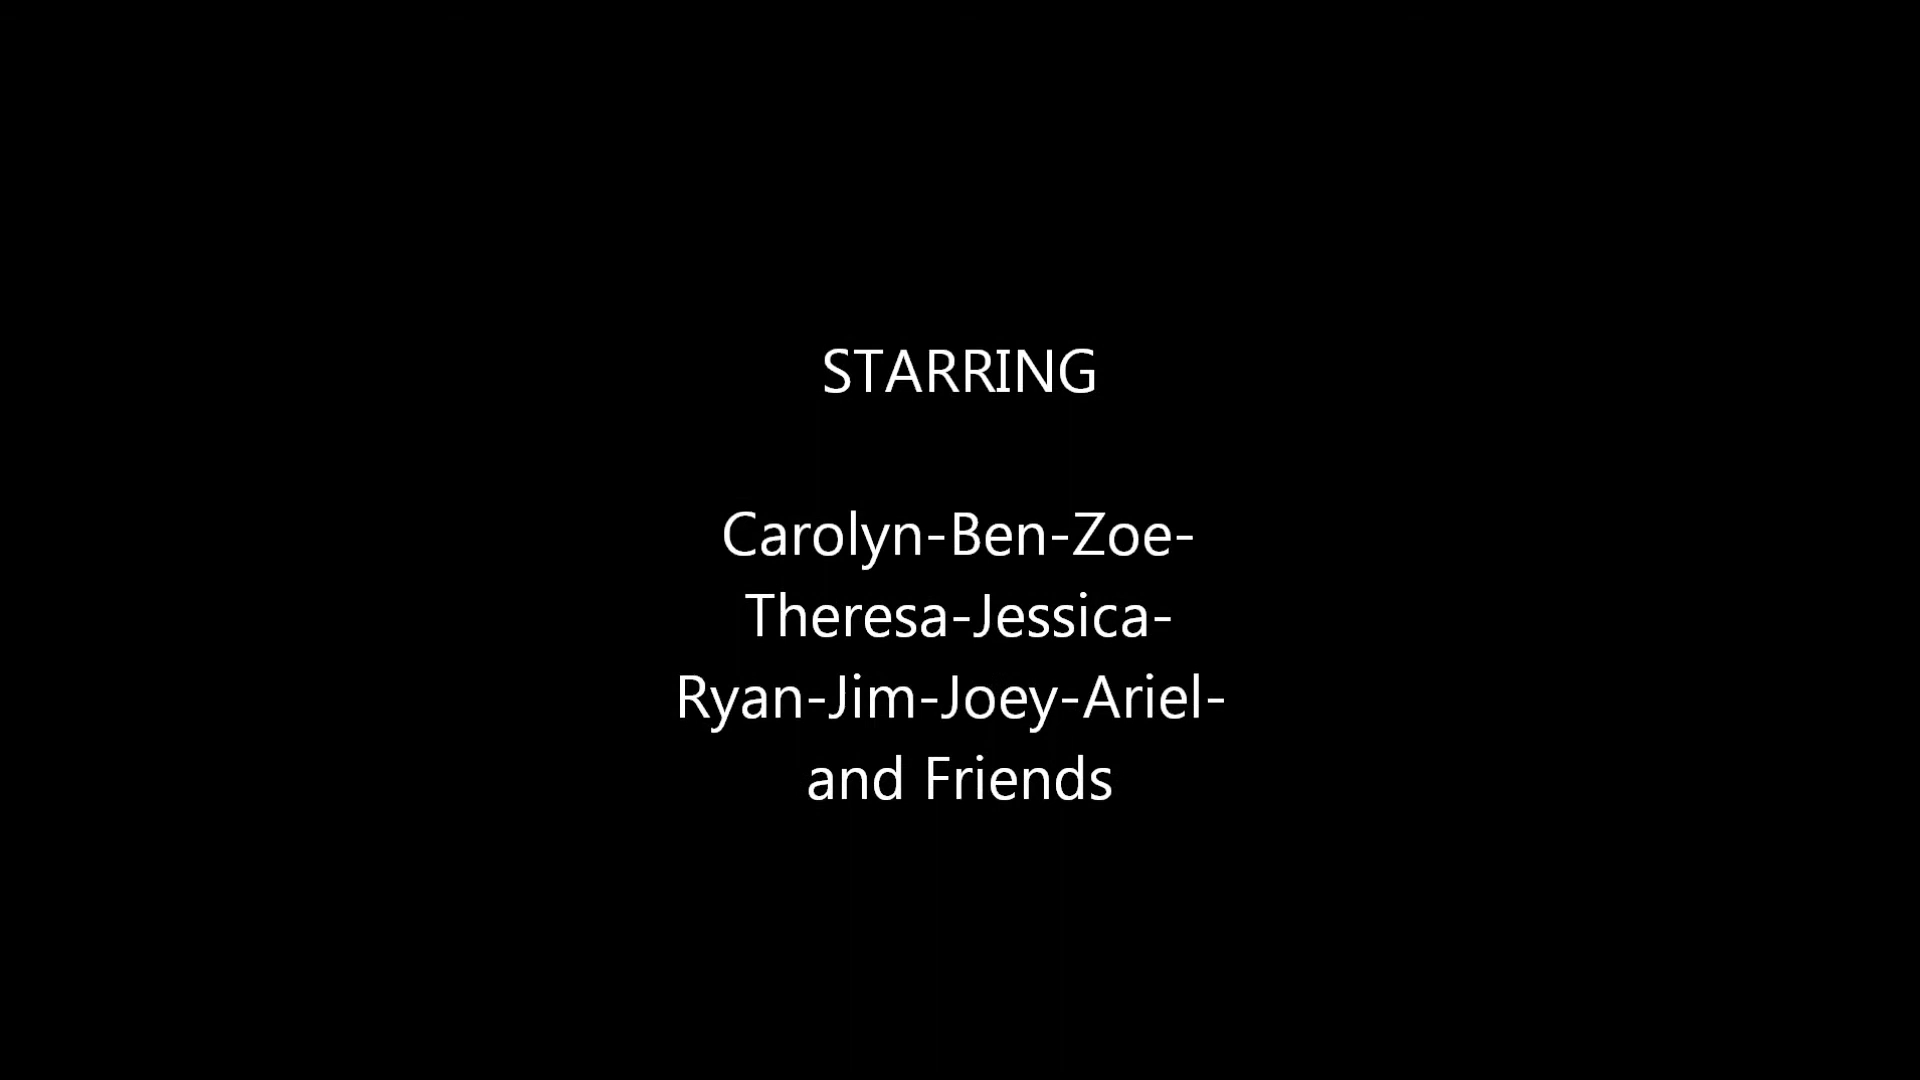 STARRING
Carolyn-Ben-Zoe-
Theresa-Jessica-
Ryan-Jim-Joey-Ariel-
and Friends